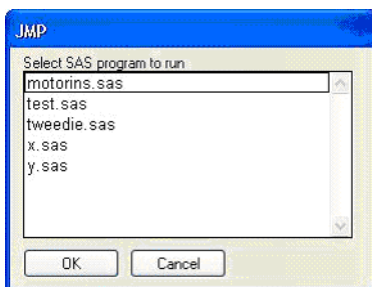 JMP
Select SAS program to run
motorins.sas
test.sas
tweedie.sas
x.sas
y.sas
OK Cancel